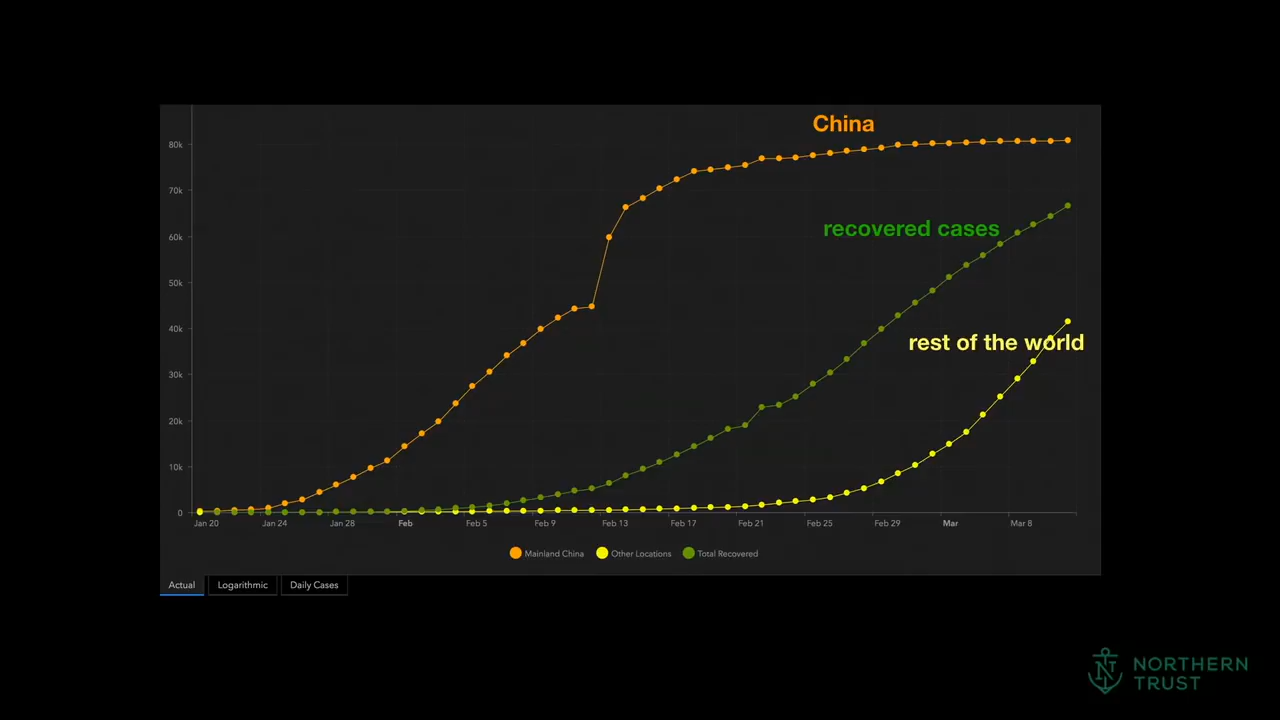 China
80k
70k
recovered cases
60k
50k
40k
rest of the world
30k
20k
10k
0
Jan 20 Jan 24 Jan 28 Feb Feb 5 Feb 9 Feb 13 Feb 17 Feb 21 Feb 25 Feb 29 Mar Mar 8
Mainland China Other Locations Total Recovered
Actual Logarithmic Daily Cases
NORTHERN
TRUST